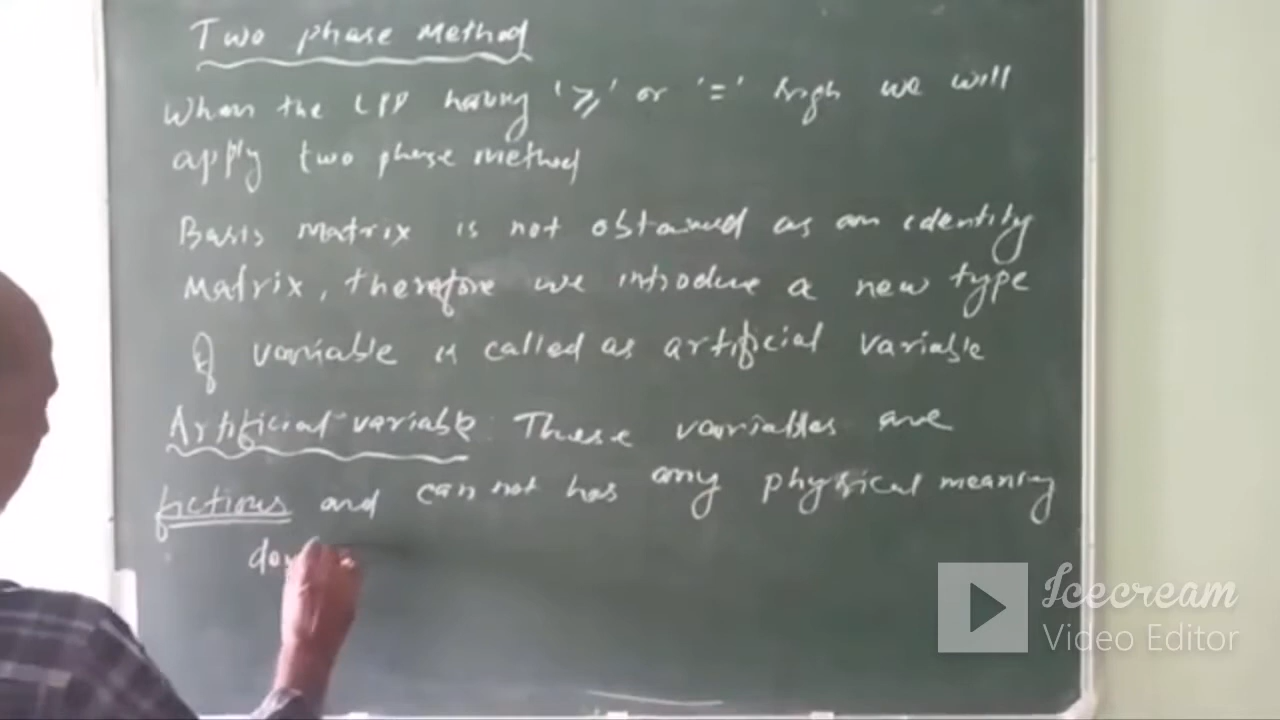 Two phase Method
When the LPP having '≥' or '=' sign we will
apply two phase method
Basis Matrix is not obtained as an identity
Matrix, therefore we introduce a new type
of variable is called as artificial variable
Artificial variable: These variables are
fictious and can not has any physical meaning
Icecream
Video Editor